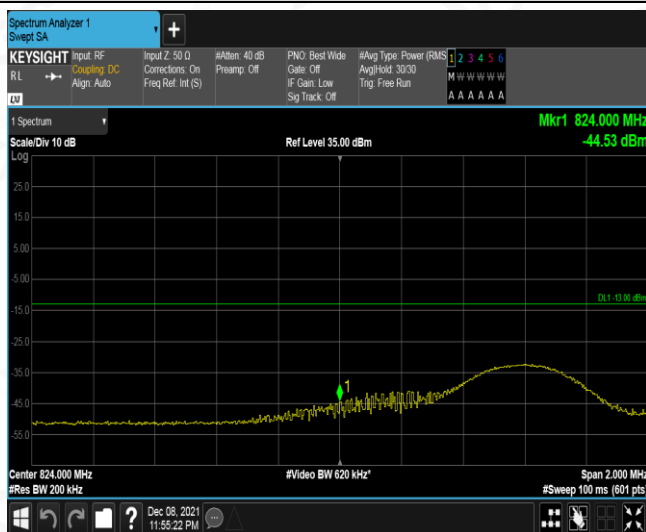 Spectrum Analyzer 1
Swept SA
+
KEYSIGHT Input: RF Input Z: 50 Ω #Atten: 40 dB PNO: Best Wide #Avg Type: Power (RMS 1 2 3 4 5 6
RL Coupling: DC Corrections: On Preamp: Off Gate: Off Avg|Hold: 30/30 M W W W W W
Align: Auto Freq Ref: Int (S) IF Gain: Low Trig: Free Run
LXI Sig Track: Off A A A A A A
1 Spectrum
Mkr1 824.000 MHz
Scale/Div 10 dB Ref Level 35.00 dBm -44.53 dBm
Log
25.0
15.0
5.00
-5.00
DL1 -13.00 dBm
-15.0
-25.0
-35.0
1
-45.0
-55.0
Center 824.000 MHz #Video BW 620 kHz* Span 2.000 MHz
#Res BW 200 kHz #Sweep 100 ms (601 pts)
? Dec 08, 2021
11:55:22 PM